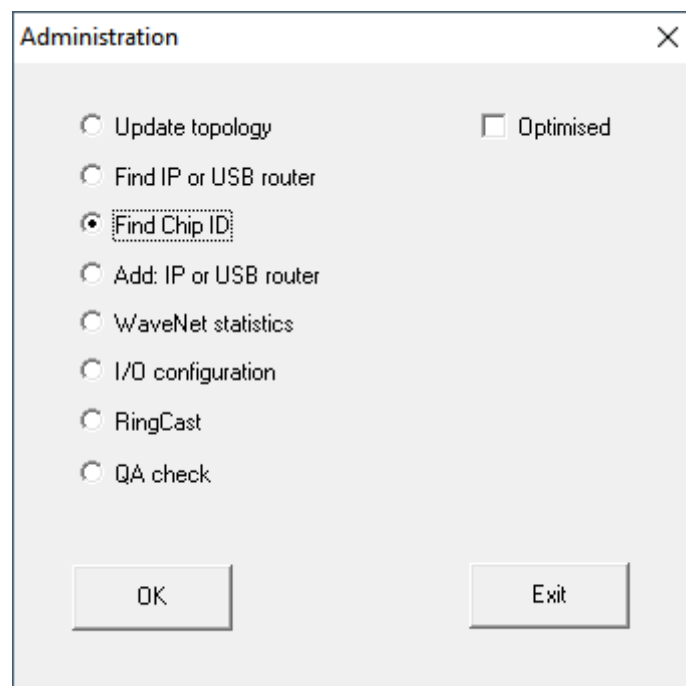 Administration
Update topology
Optimised
Find IP or USB router
Find Chip ID
Add: IP or USB router
WaveNet statistics
I/O configuration
RingCast
QA check
OK
Exit